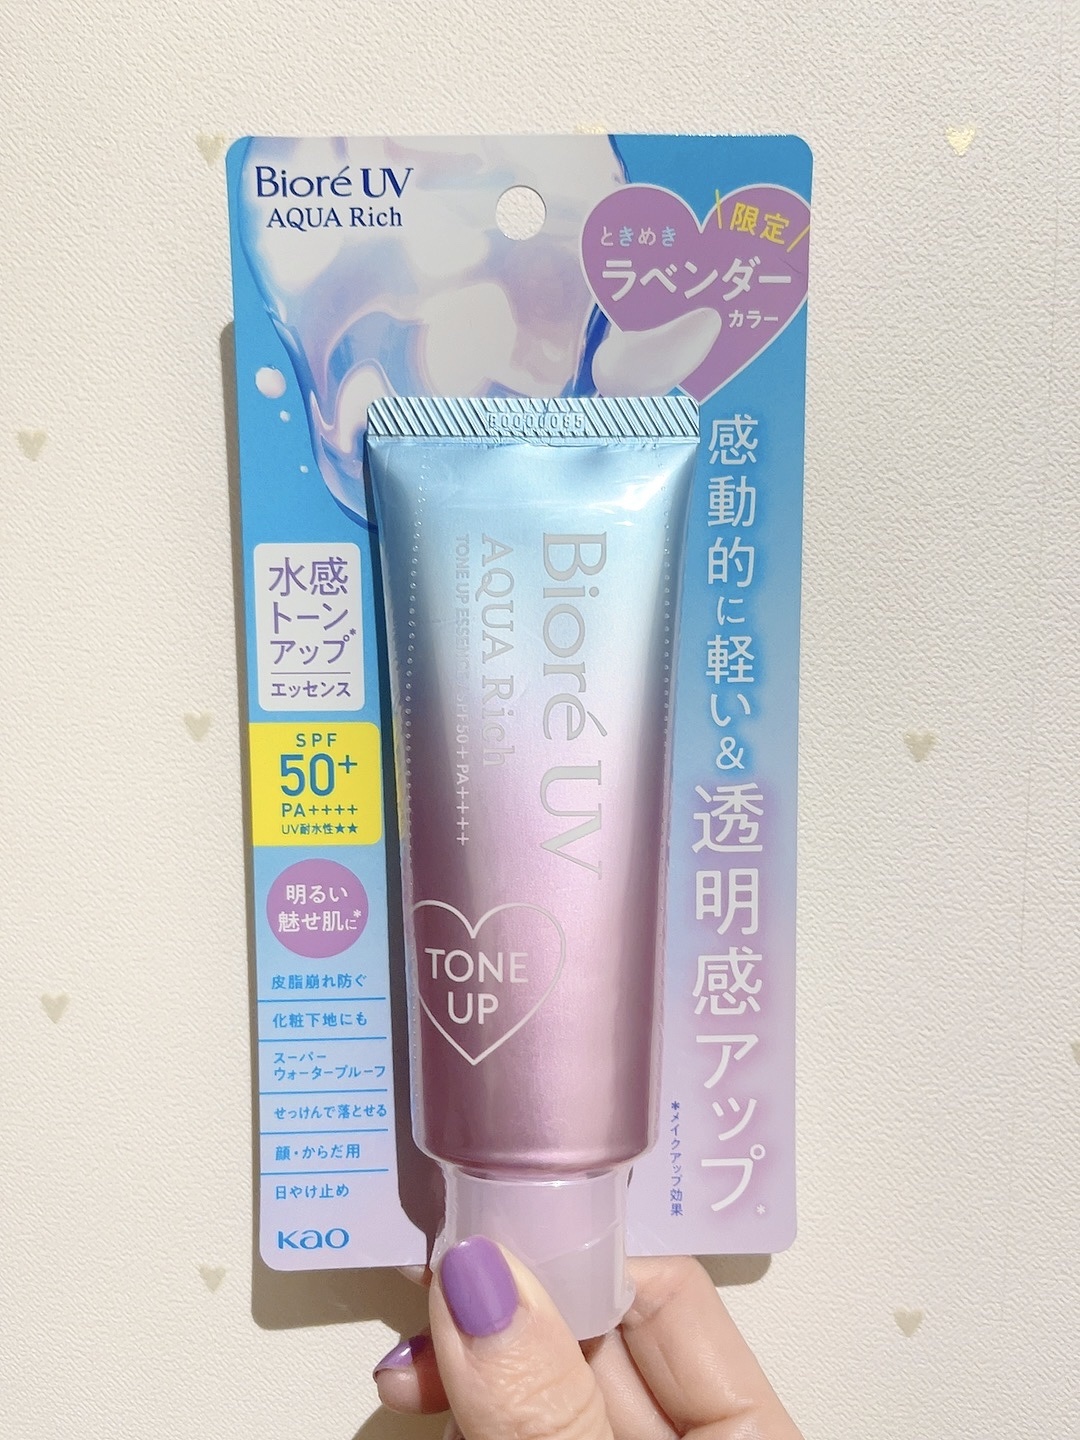 Bioré UV
AQUA Rich
限定
ときめき
ラベンダー
カラー
感動的に軽い&
透明感アップ*
*メイクアップ効果
水感
トーン
アップ*
エッセンス
SPF
50+
PA++++
UV耐水性★★
明るい
魅せ肌に*
皮脂崩れ防ぐ
化粧下地にも
スーパー
ウォータープルーフ
せっけんで落とせる
顔・からだ用
日やけ止め
Kao
Bioré UV
AQUA Rich
TONE UP ESSENCE SPF50+ PA++++
TONE
UP